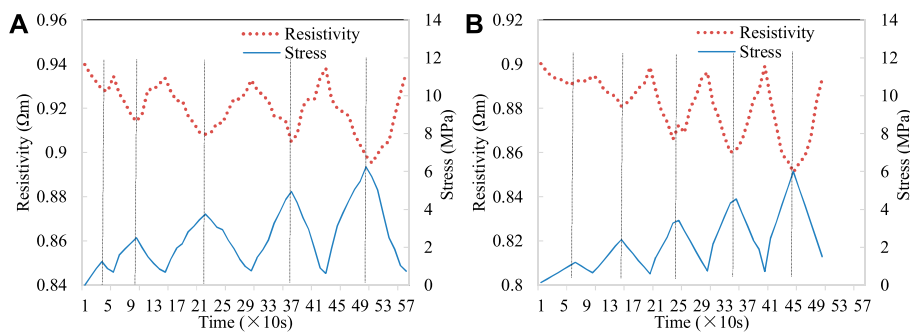 A
0.96
0.94
0.92
0.9
0.88
0.86
0.84
Resistivity (Ωm)
Resistivity
Stress
14
12
10
8
6
4
2
0
Stress (MPa)
1 5 9 13 17 21 25 29 33 37 41 45 49 53 57
Time (×10s)
B
0.92
0.9
0.88
0.86
0.84
0.82
0.8
Resistivity (Ωm)
Resistivity
Stress
14
12
10
8
6
4
2
0
Stress (MPa)
1 5 9 13 17 21 25 29 33 37 41 45 49 53 57
Time (×10s)